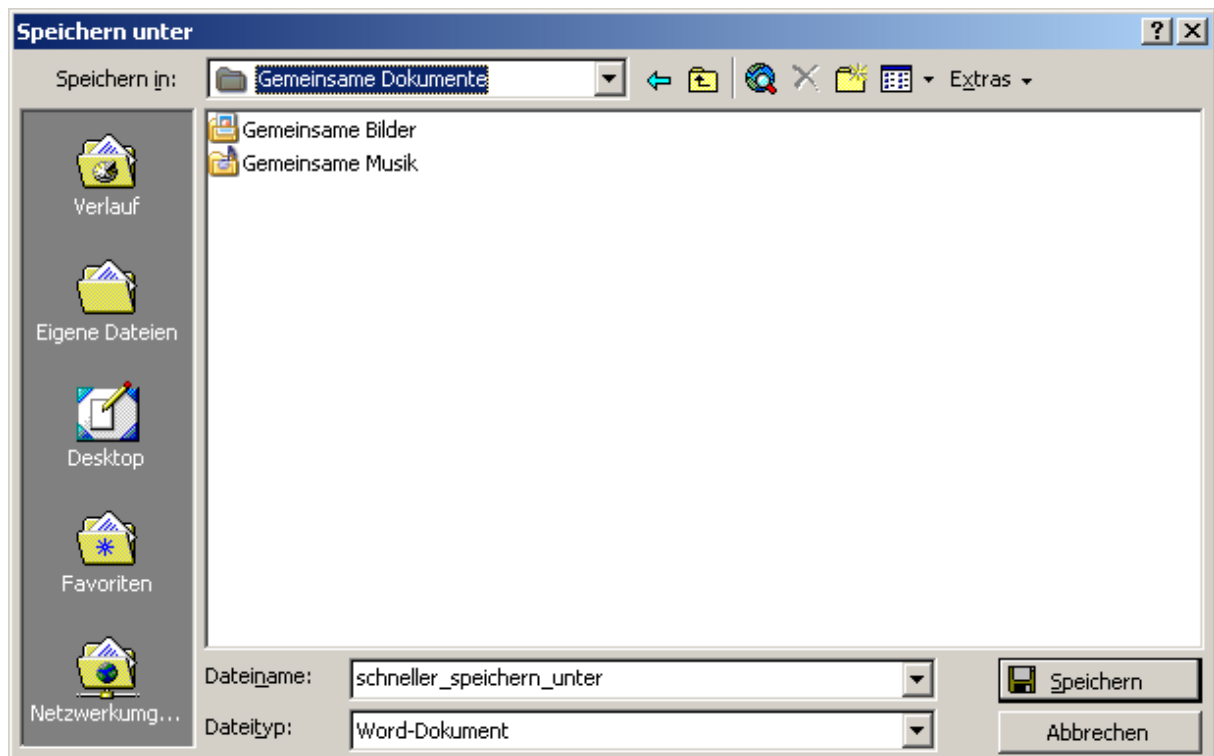 Speichern unter
Speichern in: Gemeinsame Dokumente Extras
Gemeinsame Bilder
Gemeinsame Musik
Verlauf
Eigene Dateien
Desktop
Favoriten
Netzwerkumg...
Dateiname: schneller_speichern_unter Speichern
Dateityp: Word-Dokument Abbrechen